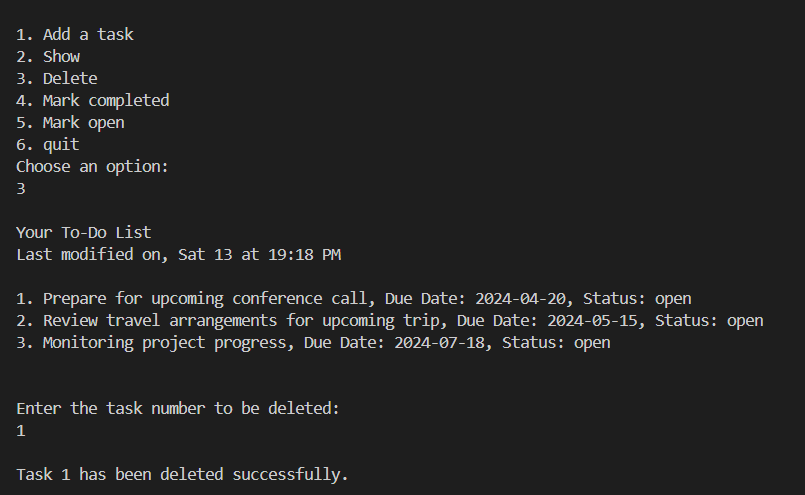 1. Add a task
2. Show
3. Delete
4. Mark completed
5. Mark open
6. quit
Choose an option:
3
Your To-Do List
Last modified on, Sat 13 at 19:18 PM
1. Prepare for upcoming conference call, Due Date: 2024-04-20, Status: open
2. Review travel arrangements for upcoming trip, Due Date: 2024-05-15, Status: open
3. Monitoring project progress, Due Date: 2024-07-18, Status: open
Enter the task number to be deleted:
1
Task 1 has been deleted successfully.